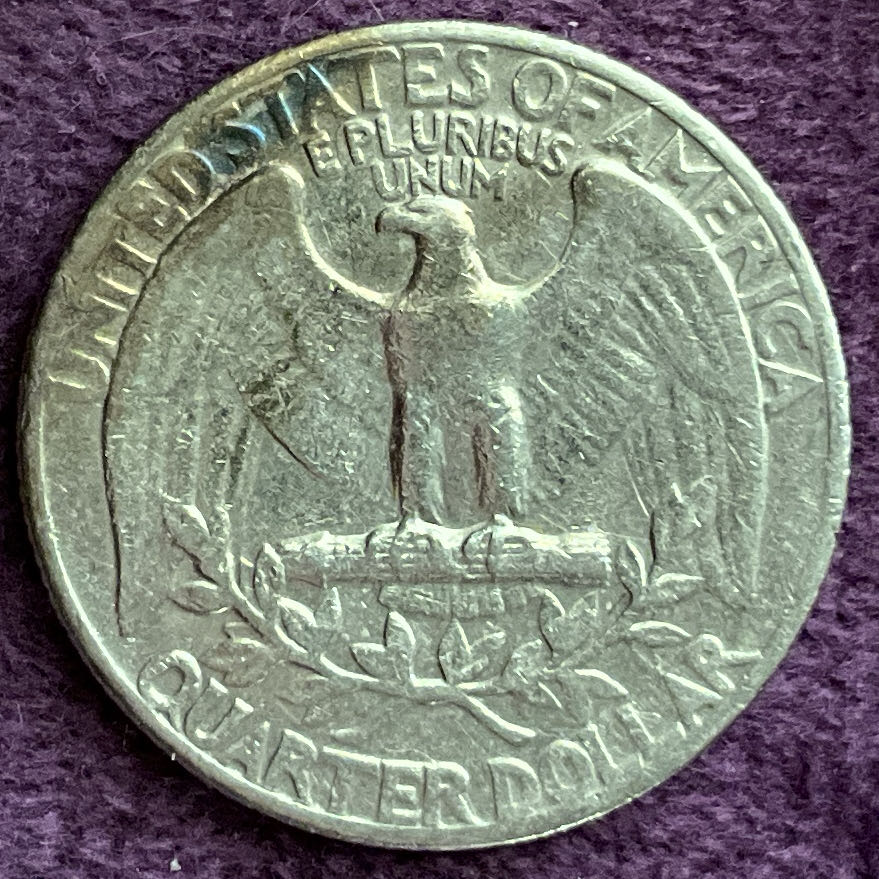 UNITED STATES OF AMERICA
E PLURIBUS
UNUM
QUARTER DOLLAR